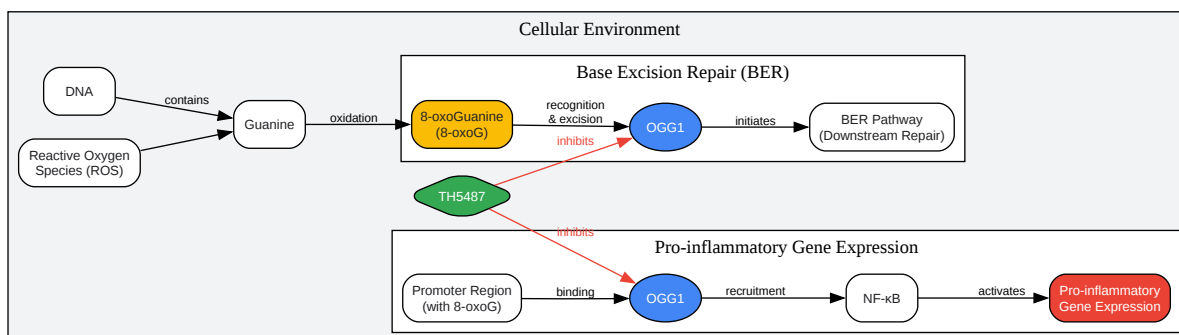 Cellular Environment
Base Excision Repair (BER)
DNA
contains
Reactive Oxygen
Species (ROS)
Guanine
oxidation
8-oxoGuanine
(8-oxoG)
recognition
& excision
OGG1
initiates
BER Pathway
(Downstream Repair)
inhibits
TH5487
inhibits
Pro-inflammatory Gene Expression
Promoter Region
(with 8-oxoG)
binding
OGG1
recruitment
NF-κB
activates
Pro-inflammatory
Gene Expression